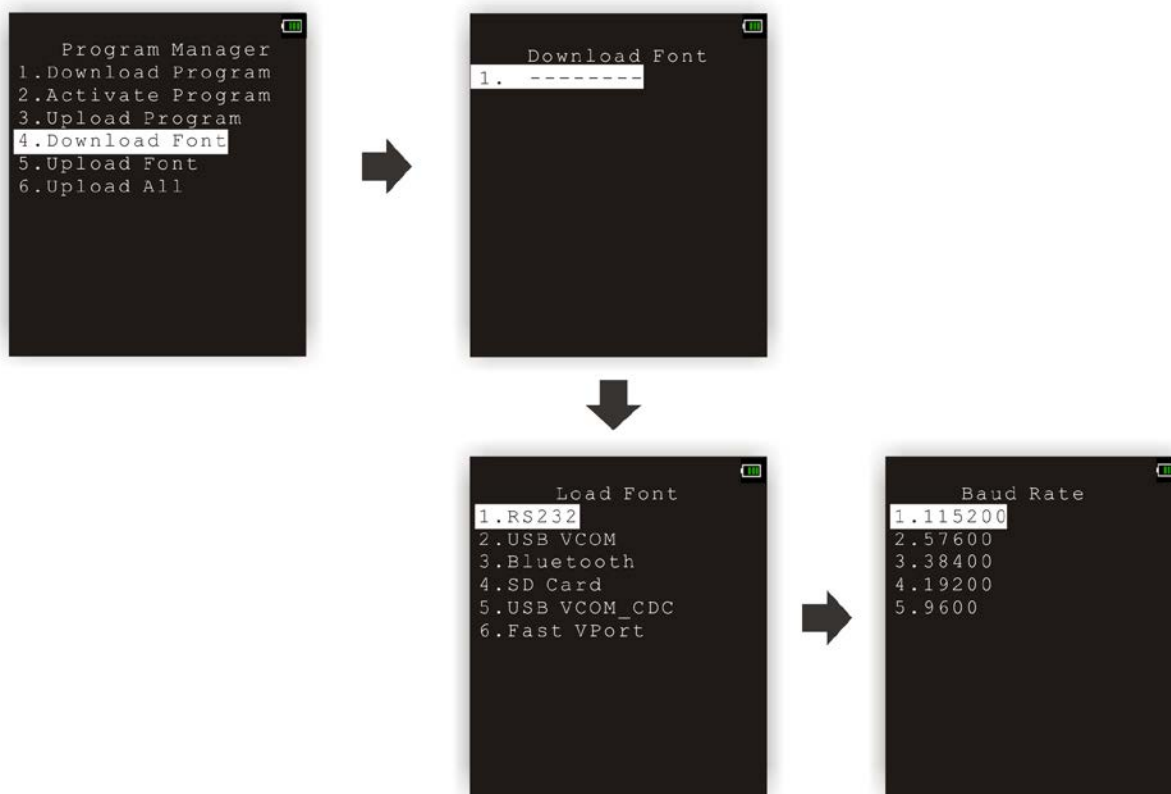 Program Manager
1.Download Program
2.Activate Program
3.Upload Program
4.Download Font
5.Upload Font
6.Upload All
Download Font
1. --------
Load Font
1.RS232
2.USB VCOM
3.Bluetooth
4.SD Card
5.USB VCOM_CDC
6.Fast VPort
Baud Rate
1.115200
2.57600
3.38400
4.19200
5.9600